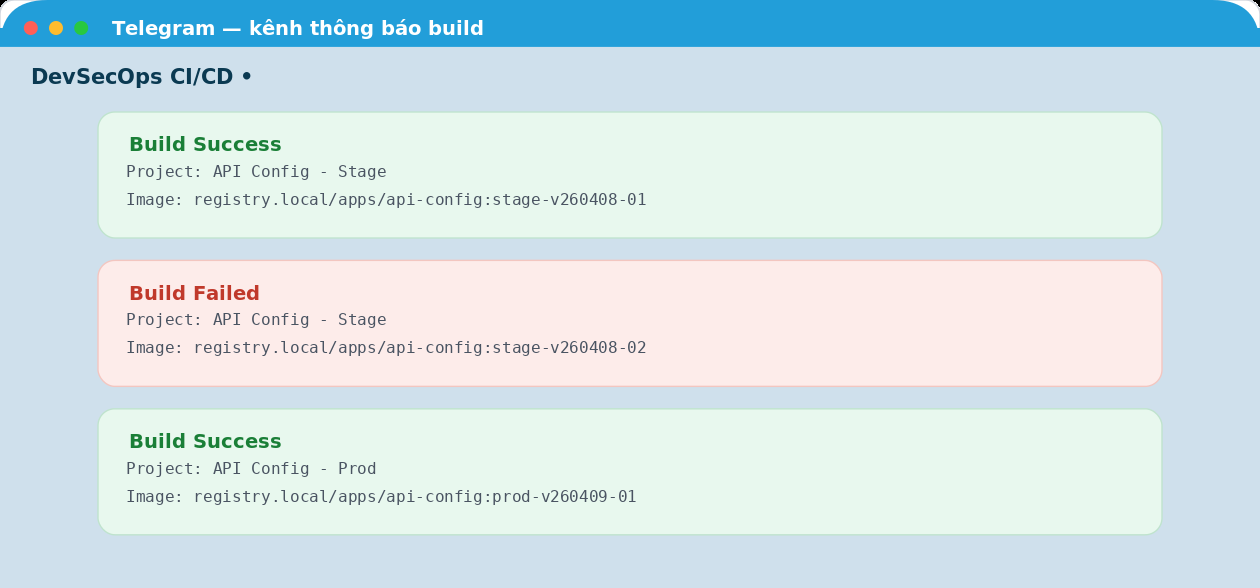 Telegram — kênh thông báo build
DevSecOps CI/CD •
Build Success
Project: API Config - Stage
Image: registry.local/apps/api-config:stage-v260408-01
Build Failed
Project: API Config - Stage
Image: registry.local/apps/api-config:stage-v260408-02
Build Success
Project: API Config - Prod
Image: registry.local/apps/api-config:prod-v260409-01